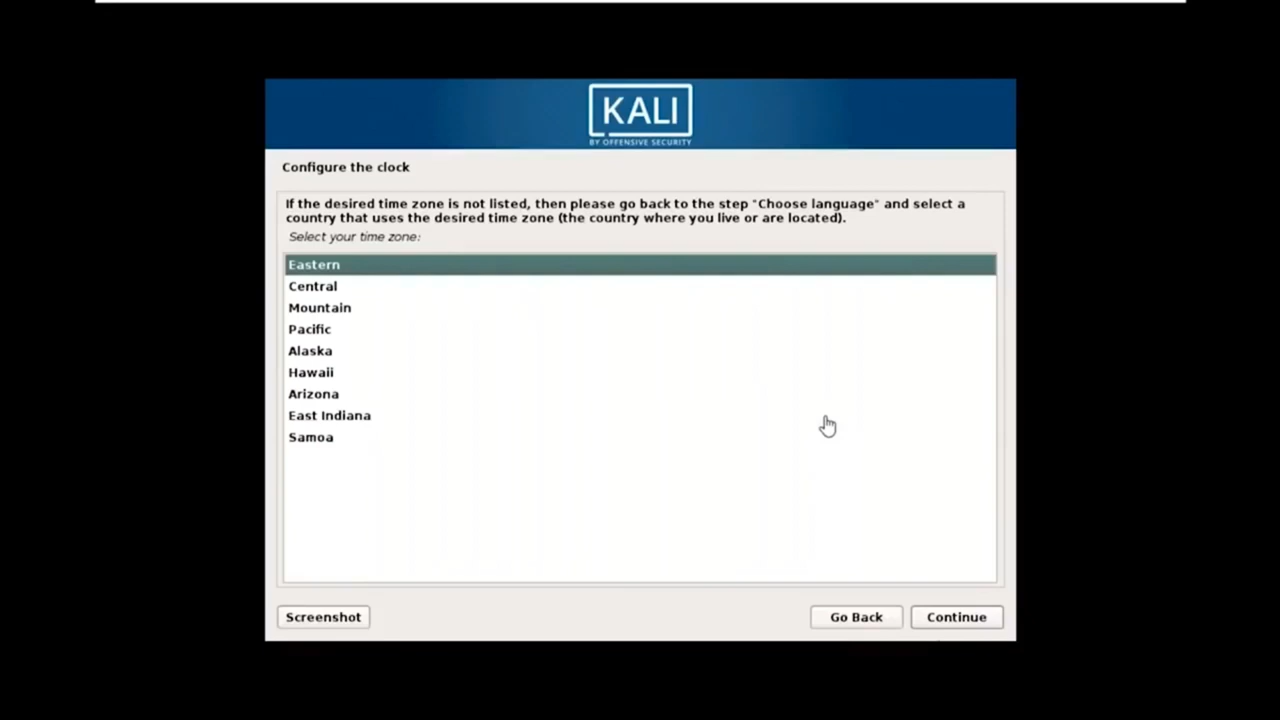 KALI
BY OFFENSIVE SECURITY
Configure the clock
If the desired time zone is not listed, then please go back to the step "Choose language" and select a
country that uses the desired time zone (the country where you live or are located).
Select your time zone:
Eastern
Central
Mountain
Pacific
Alaska
Hawaii
Arizona
East Indiana
Samoa
Screenshot
Go Back
Continue